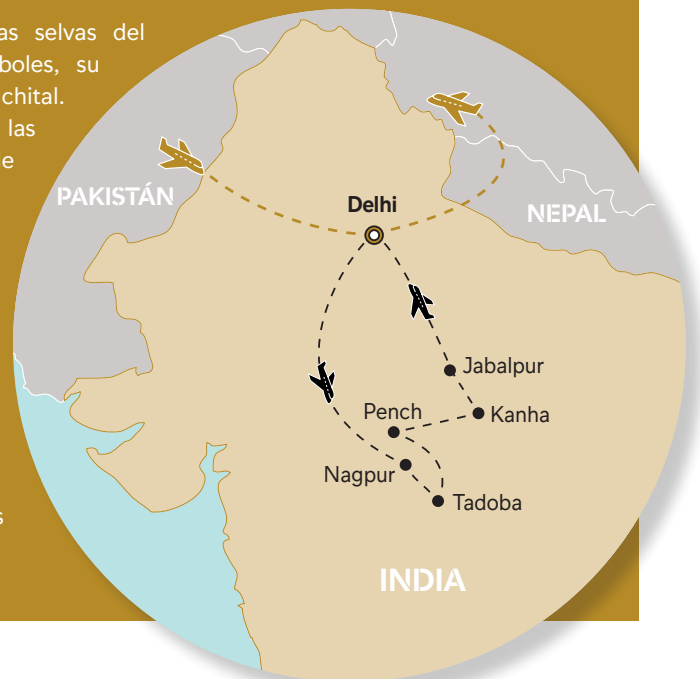 as selvas del
boles, su
chital.
las
e
s
PAKISTÁN
NEPAL
Delhi
Jabalpur
Kanha
Pench
Nagpur
Tadoba
INDIA